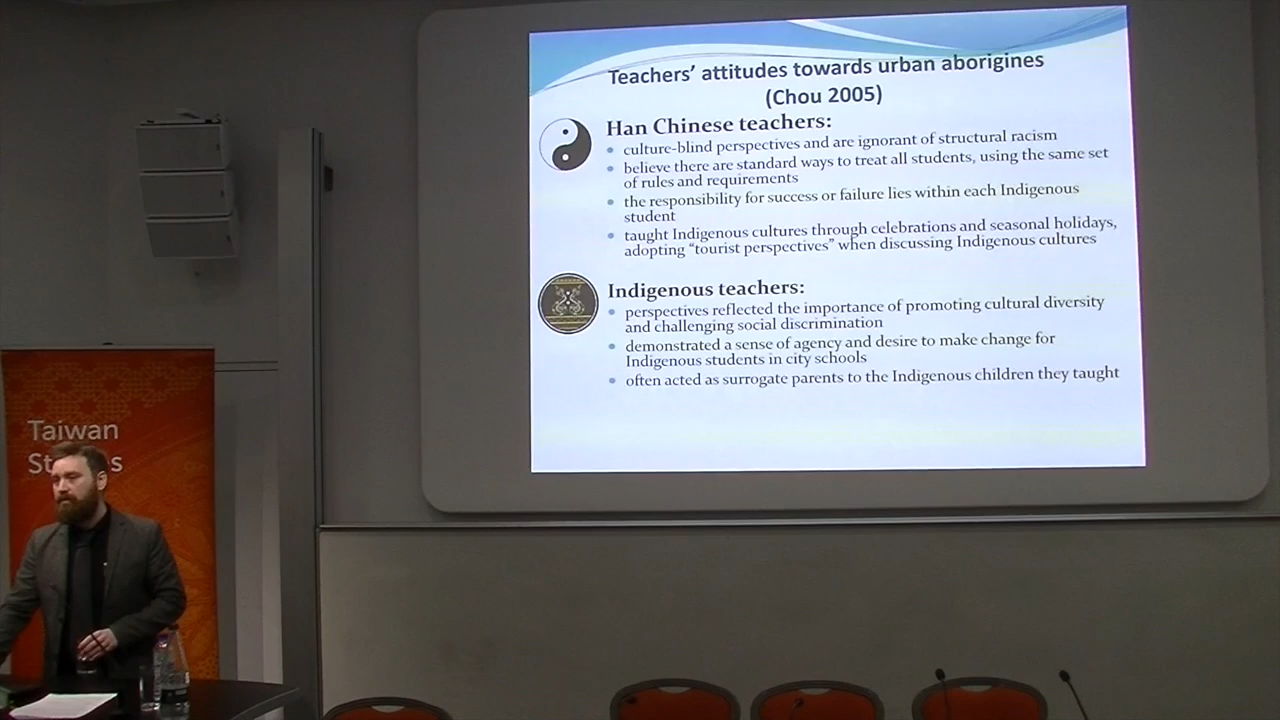 Teachers' attitudes towards urban aborigines
(Chou 2005)
Han Chinese teachers:
culture-blind perspectives and are ignorant of structural racism
believe there are standard ways to treat all students, using the same set
of rules and requirements
the responsibility for success or failure lies within each Indigenous
student
taught Indigenous cultures through celebrations and seasonal holidays,
adopting “tourist perspectives” when discussing Indigenous cultures
Indigenous teachers:
perspectives reflected the importance of promoting cultural diversity
and challenging social discrimination
demonstrated a sense of agency and desire to make change for
Indigenous students in city schools
often acted as surrogate parents to the Indigenous children they taught
Taiwan